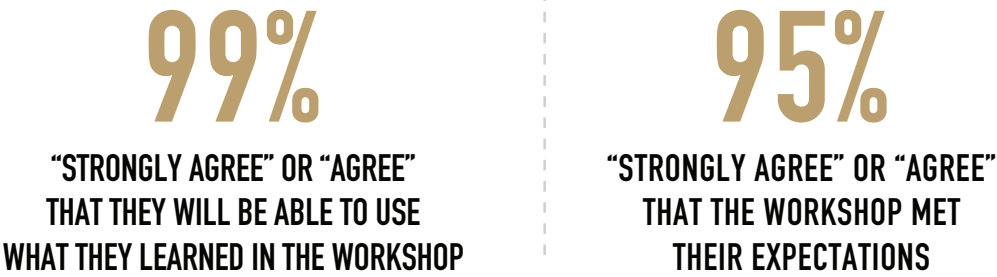 99%
“STRONGLY AGREE” OR “AGREE”
THAT THEY WILL BE ABLE TO USE
WHAT THEY LEARNED IN THE WORKSHOP
95%
“STRONGLY AGREE” OR “AGREE”
THAT THE WORKSHOP MET
THEIR EXPECTATIONS